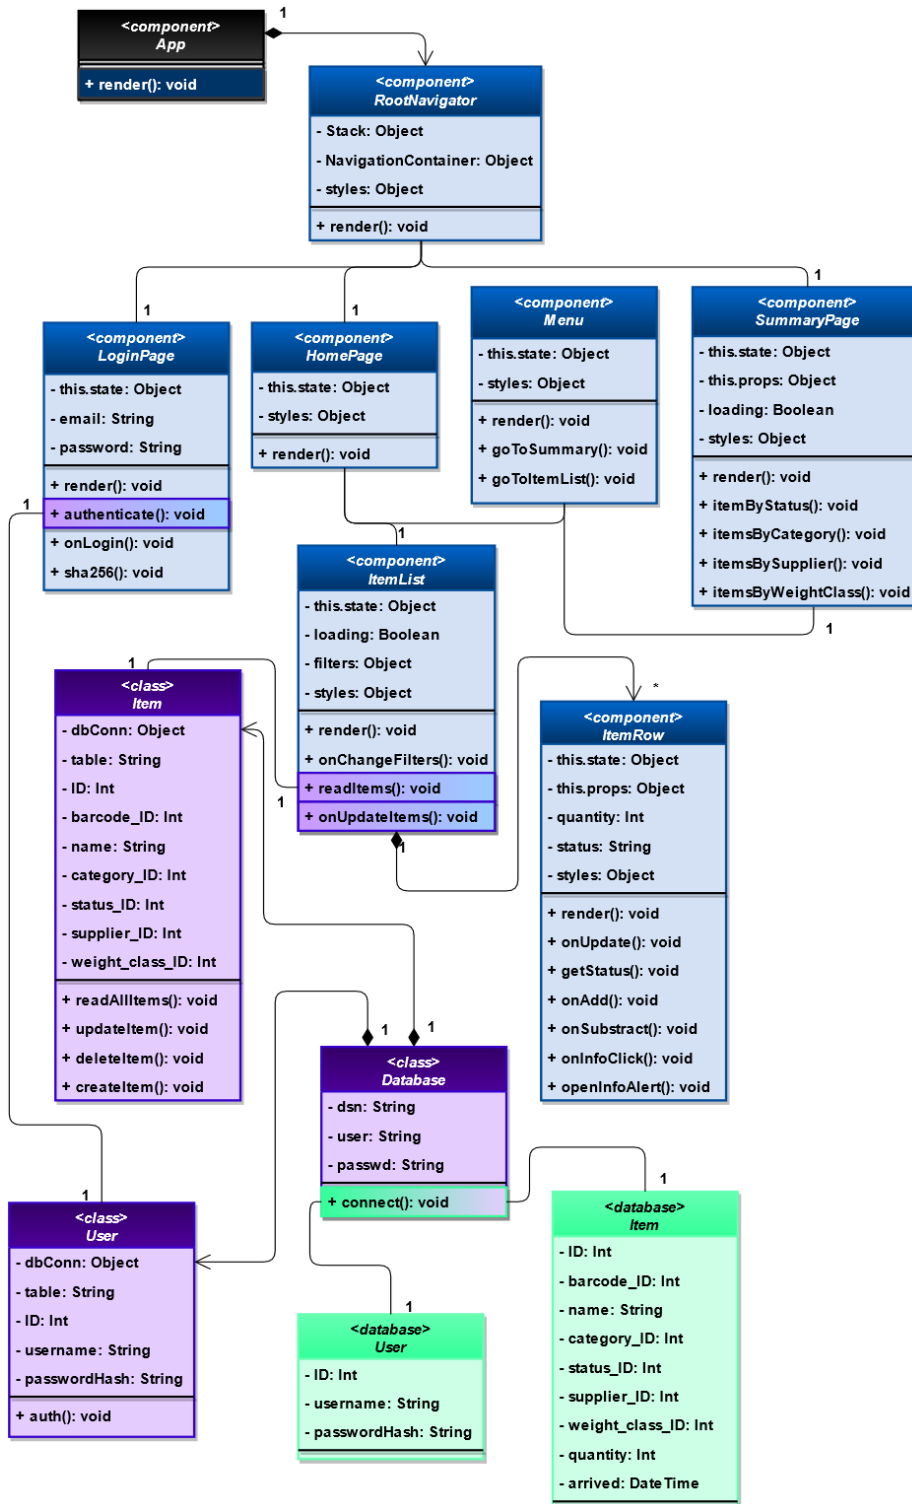 <component>
App
+ render(): void
1
<component>
RootNavigator
- Stack: Object
- NavigationContainer: Object
- styles: Object
+ render(): void
1
<component>
LoginPage
- this.state: Object
- email: String
- password: String
+ render(): void
+ authenticate(): void
+ onLogin(): void
+ sha256(): void
1
1
<component>
HomePage
- this.state: Object
- styles: Object
+ render(): void
<component>
Menu
- this.state: Object
- styles: Object
+ render(): void
+ goToSummary(): void
+ goToItemList(): void
1
<component>
SummaryPage
- this.state: Object
- this.props: Object
- loading: Boolean
- styles: Object
+ render(): void
+ itemByStatus(): void
+ itemsByCategory(): void
+ itemsBySupplier(): void
+ itemsByWeightClass(): void
1
1
<component>
ItemList
- this.state: Object
- loading: Boolean
- filters: Object
- styles: Object
+ render(): void
+ onChangeFilters(): void
+ readItems(): void
+ onUpdateItems(): void
1
1
1
<class>
Item
- dbConn: Object
- table: String
- ID: Int
- barcode_ID: Int
- name: String
- category_ID: Int
- status_ID: Int
- supplier_ID: Int
- weight_class_ID: Int
+ readAllItems(): void
+ updateItem(): void
+ deleteItem(): void
+ createItem(): void
*
<component>
ItemRow
- this.state: Object
- this.props: Object
- quantity: Int
- status: String
- styles: Object
+ render(): void
+ onUpdate(): void
+ getStatus(): void
+ onAdd(): void
+ onSubstract(): void
+ onInfoClick(): void
+ openInfoAlert(): void
1
1
<class>
Database
- dsn: String
- user: String
- passwd: String
+ connect(): void
1
<class>
User
- dbConn: Object
- table: String
- ID: Int
- username: String
- passwordHash: String
+ auth(): void
1
<database>
User
- ID: Int
- username: String
- passwordHash: String
1
<database>
Item
- ID: Int
- barcode_ID: Int
- name: String
- category_ID: Int
- status_ID: Int
- supplier_ID: Int
- weight_class_ID: Int
- quantity: Int
- arrived: DateTime